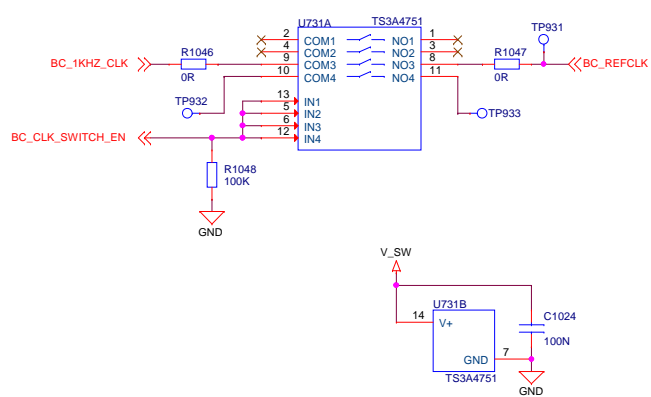 U731A
TS3A4751
TP931
2
COM1
NO1
1
4
COM2
NO2
3
R1046
R1047
BC_1KHZ_CLK
9
COM3
NO3
8
BC_REFCLK
0R
10
COM4
NO4
11
0R
TP932
13
IN1
5
IN2
TP933
6
IN3
BC_CLK_SWITCH_EN
12
IN4
R1048
100K
GND
V_SW
U731B
14
V+
C1024
100N
GND
7
TS3A4751
GND